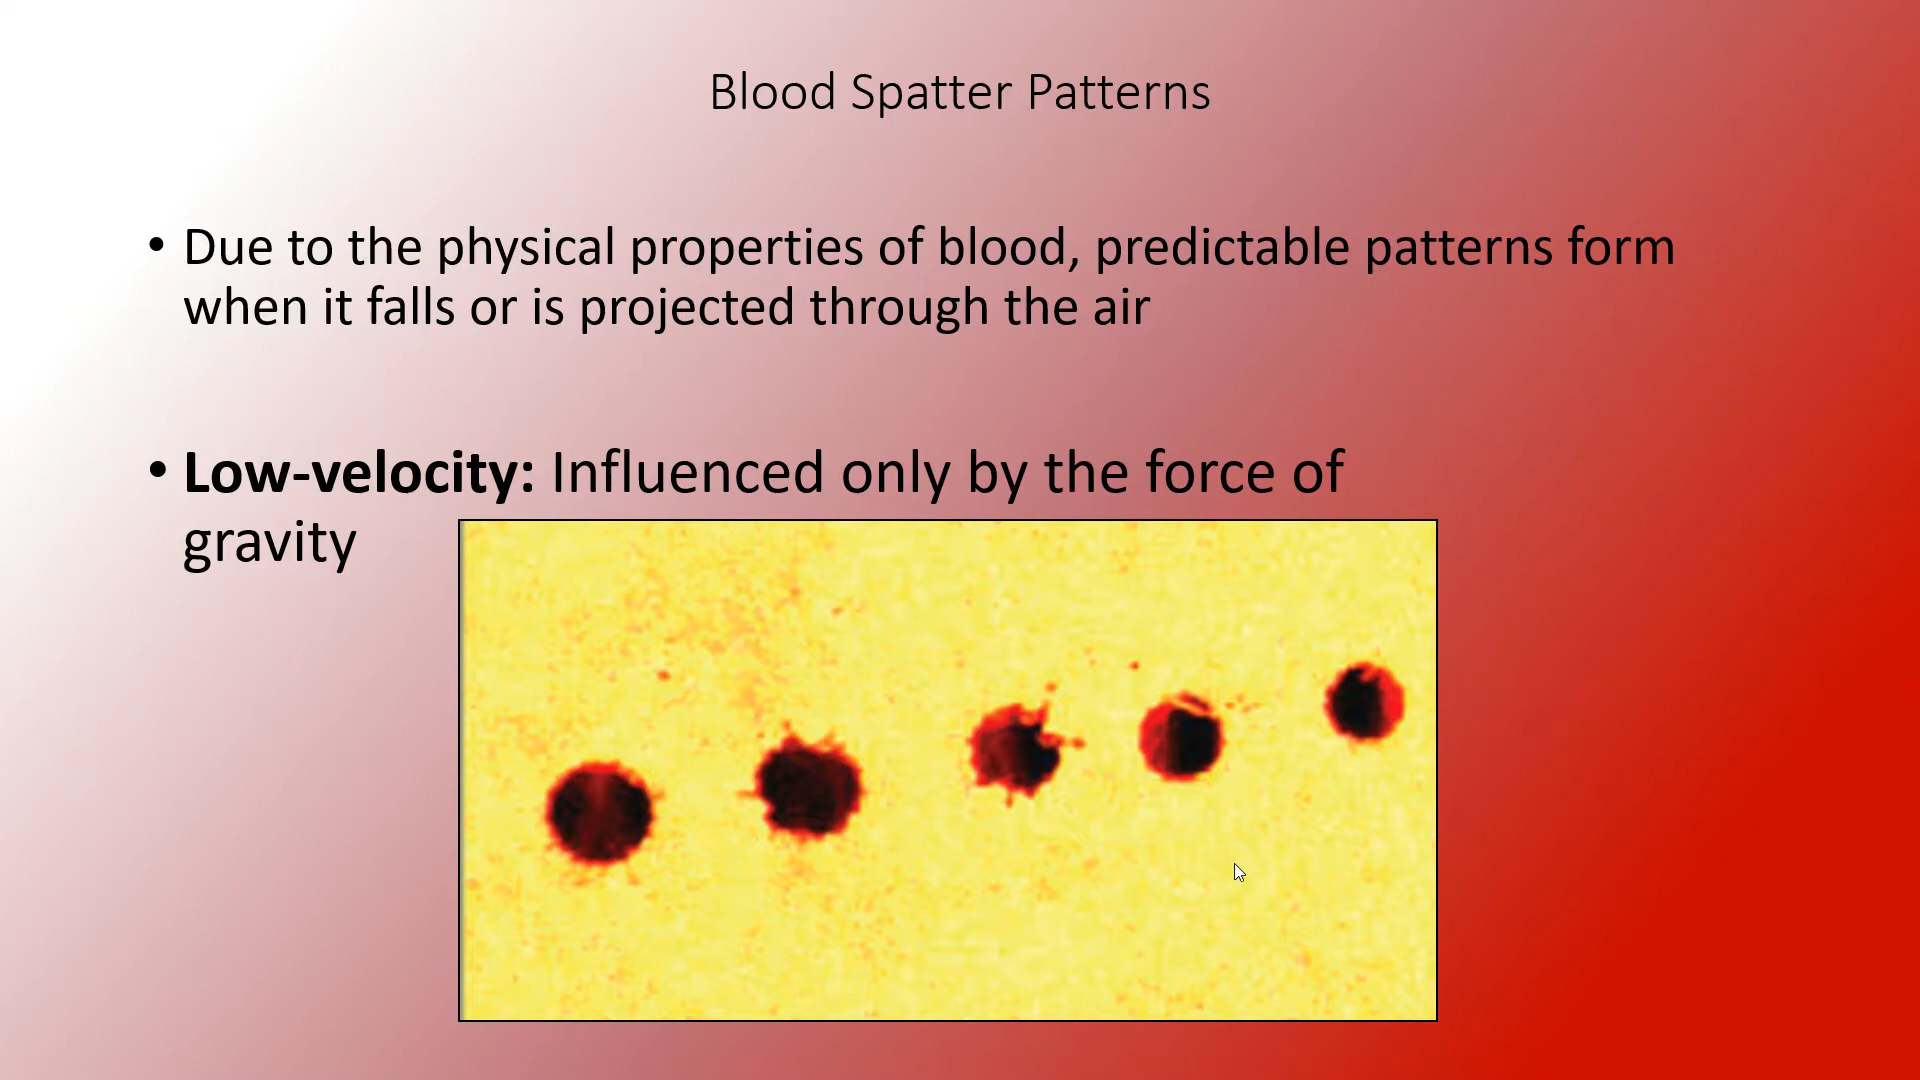 Blood Spatter Patterns
• Due to the physical properties of blood, predictable patterns form
when it falls or is projected through the air
• Low-velocity: Influenced only by the force of
gravity